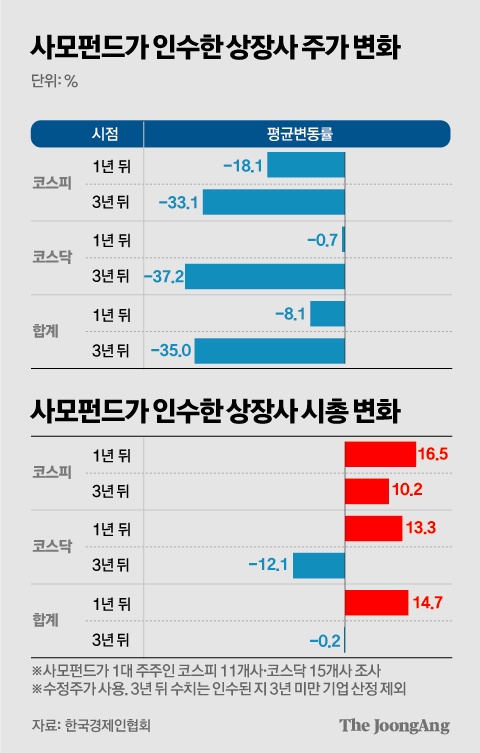 사모펀드가 인수한 상장사 주가 변화
단위: %
시점 평균변동률
코스피
1년 뒤 -18.1
3년 뒤 -33.1
코스닥
1년 뒤 -0.7
3년 뒤 -37.2
합계
1년 뒤 -8.1
3년 뒤 -35.0
사모펀드가 인수한 상장사 시총 변화
코스피
1년 뒤 16.5
3년 뒤 10.2
코스닥
1년 뒤 13.3
3년 뒤 -12.1
합계
1년 뒤 14.7
3년 뒤 -0.2
※사모펀드가 1대 주주인 코스피 11개사·코스닥 15개사 조사
※수정주가 사용. 3년 뒤 수치는 인수된 지 3년 미만 기업 산정 제외
자료: 한국경제인협회 The JoongAng